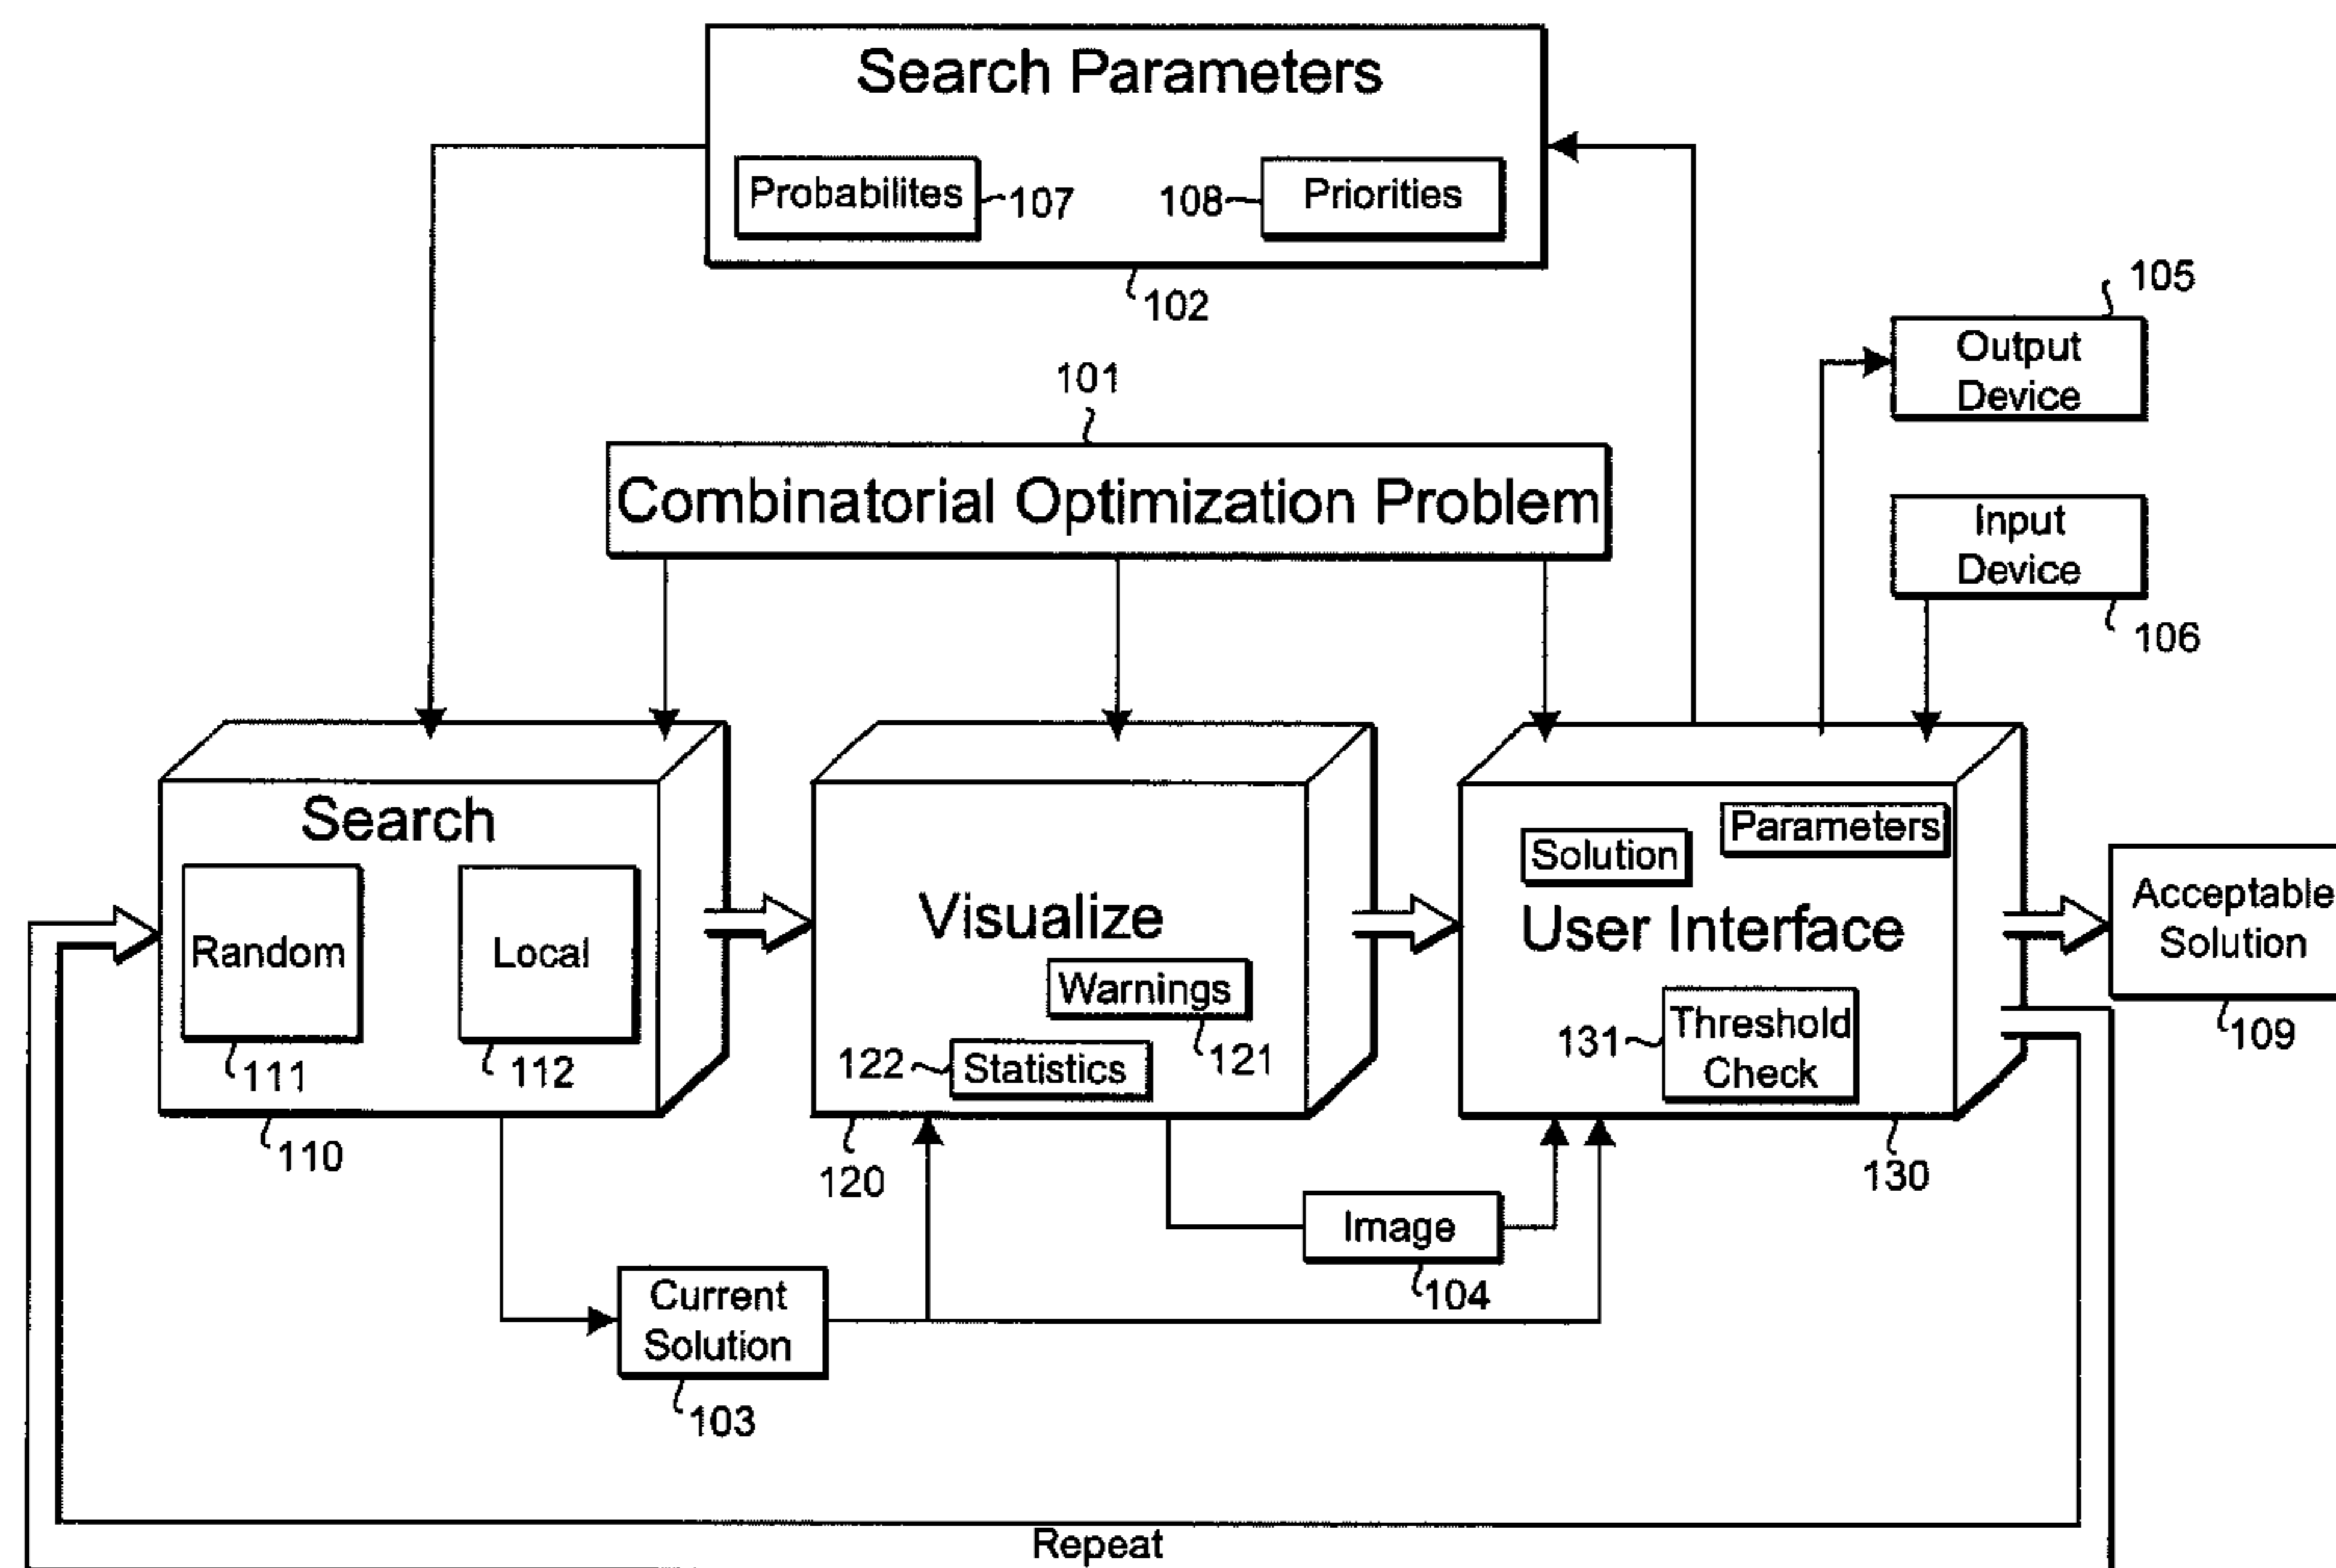 Search Parameters
Probabilites
107
108
Priorities
102
105
Output
Device
101
Combinatorial Optimization Problem
Input
Device
106
Search
Random
Local
111
112
110
Visualize
Warnings
121
122
Statistics
120
Parameters
Solution
User Interface
131
Threshold
Check
130
Acceptable
Solution
109
Image
104
Current
Solution
103
Repeat